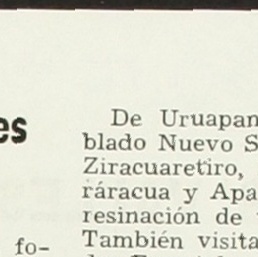 es
fo-
De Uruapan
blado Nuevo S
Ziracuaretiro,
ráracua y Apa
resinación de
También visita